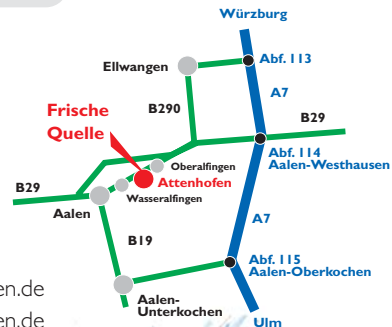 Würzburg
Abf. 113
Ellwangen
A7
B290
Frische
Quelle
B29
Abf. 114
Aalen-Westhausen
Oberalfingen
Attenhofen
B29
Wasseralfingen
Aalen
A7
B19
Abf. 115
Aalen-Oberkochen
en.de
Aalen-
Unterkochen
en.de
Ulm